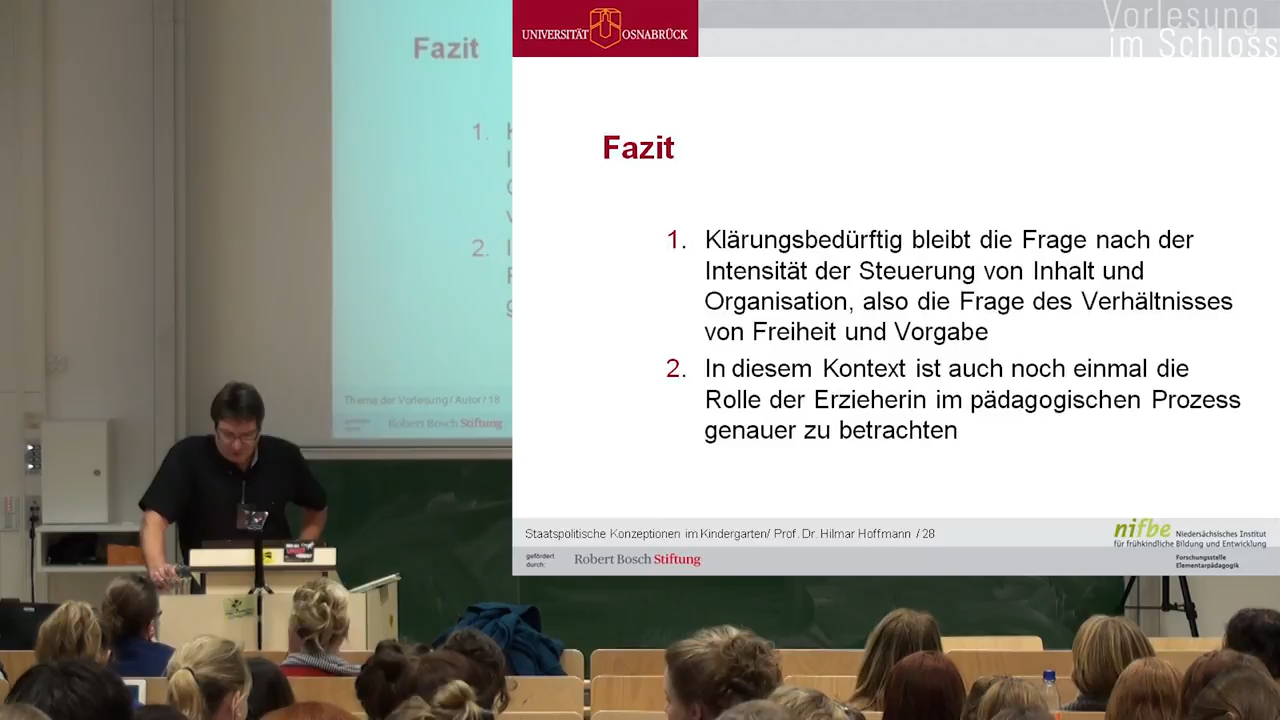 Fazit
1.
2.
Thema der Vorlesung / Autor / 18
Robert Bosch Stiftung
UNIVERSITÄT OSNABRÜCK
Vorlesung
im Schloss
Fazit
1. Klärungsbedürftig bleibt die Frage nach der
Intensität der Steuerung von Inhalt und
Organisation, also die Frage des Verhältnisses
von Freiheit und Vorgabe
2. In diesem Kontext ist auch noch einmal die
Rolle der Erzieherin im pädagogischen Prozess
genauer zu betrachten
Staatspolitische Konzeptionen im Kindergarten/ Prof. Dr. Hilmar Hoffmann / 28
gefördert
durch:
Robert Bosch Stiftung
nifbe
Niedersächsisches Institut
für frühkindliche Bildung und Entwicklung
Forschungsstelle
Elementarpädagogik